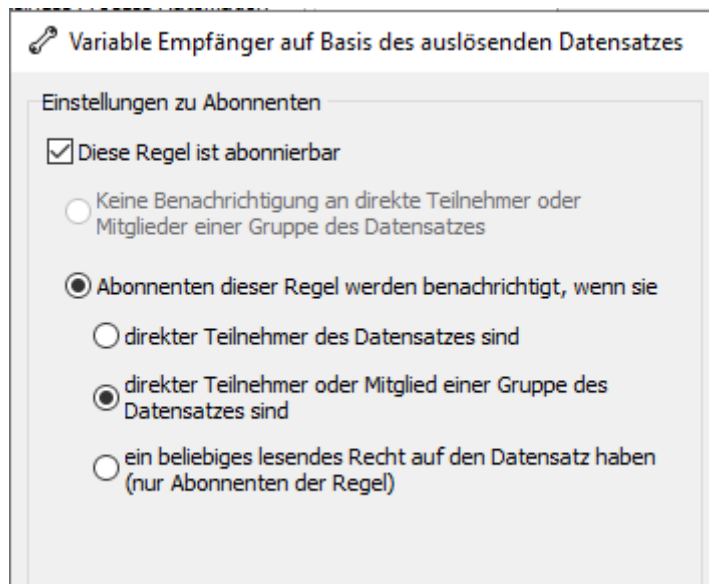 Variable Empfänger auf Basis des auslösenden Datensatzes
Einstellungen zu Abonnenten
Diese Regel ist abonnierbar
Keine Benachrichtigung an direkte Teilnehmer oder
Mitglieder einer Gruppe des Datensatzes
Abonnenten dieser Regel werden benachrichtigt, wenn sie
direkter Teilnehmer des Datensatzes sind
direkter Teilnehmer oder Mitglied einer Gruppe des
Datensatzes sind
ein beliebiges lesendes Recht auf den Datensatz haben
(nur Abonnenten der Regel)